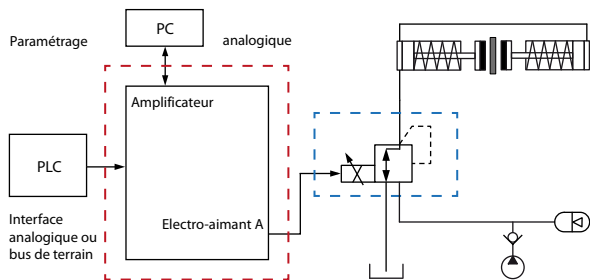 PC
Paramétrage
analogique
Amplificateur
PLC
Interface
analogique ou
bus de terrain
Electro-aimant A